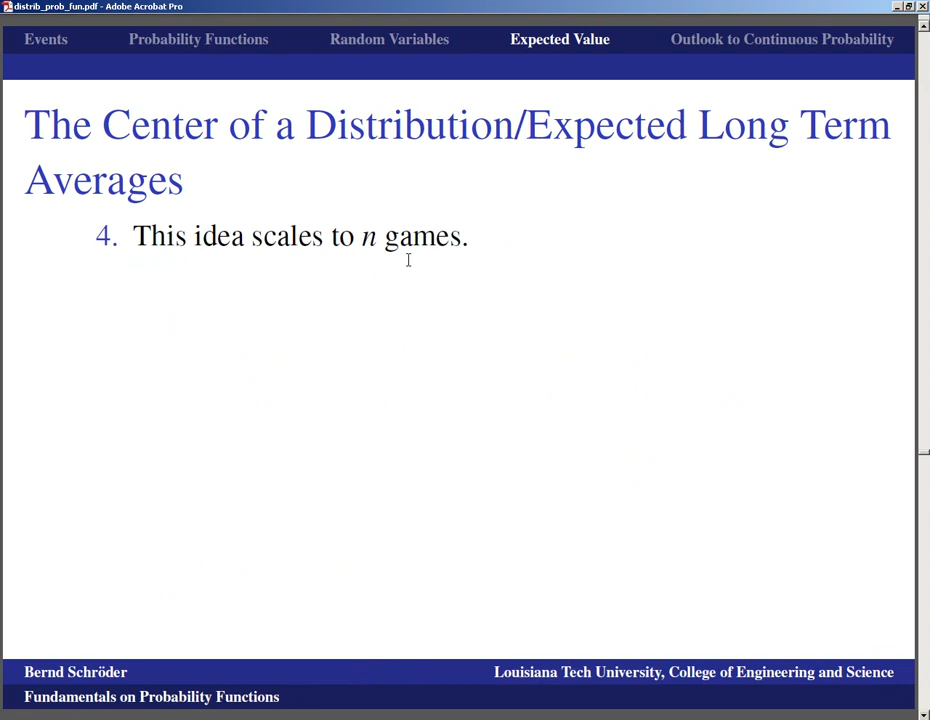 distrib_prob_fun.pdf - Adobe Acrobat Pro
Events Probability Functions Random Variables Expected Value Outlook to Continuous Probability
The Center of a Distribution/Expected Long Term
Averages
4. This idea scales to n games.
Bernd Schröder Louisiana Tech University, College of Engineering and Science
Fundamentals on Probability Functions